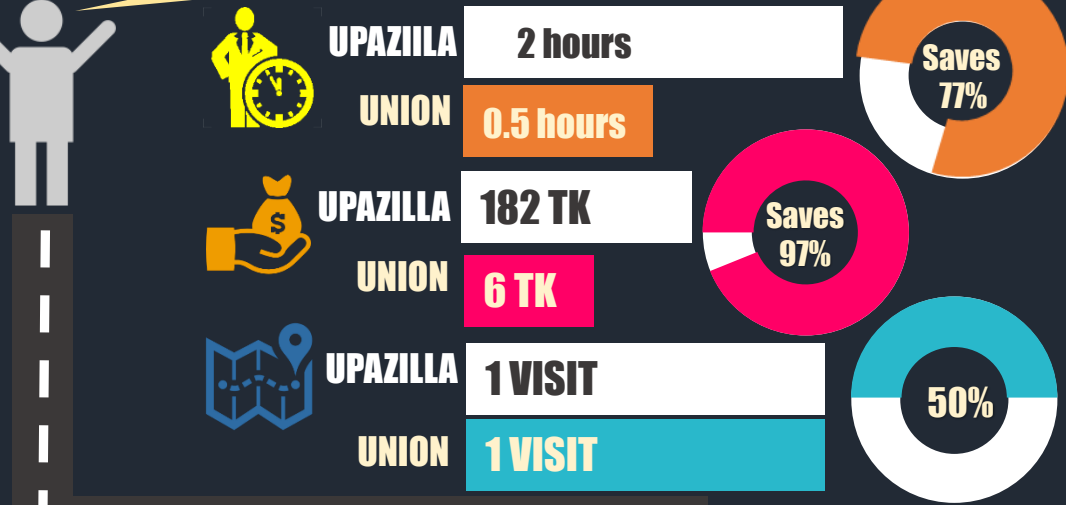 UPAZIILA 2 hours
Saves
77%
UNION 0.5 hours
UPAZILLA 182 TK
Saves
97%
UNION 6 TK
$
UPAZILLA 1 VISIT
50%
UNION 1 VISIT